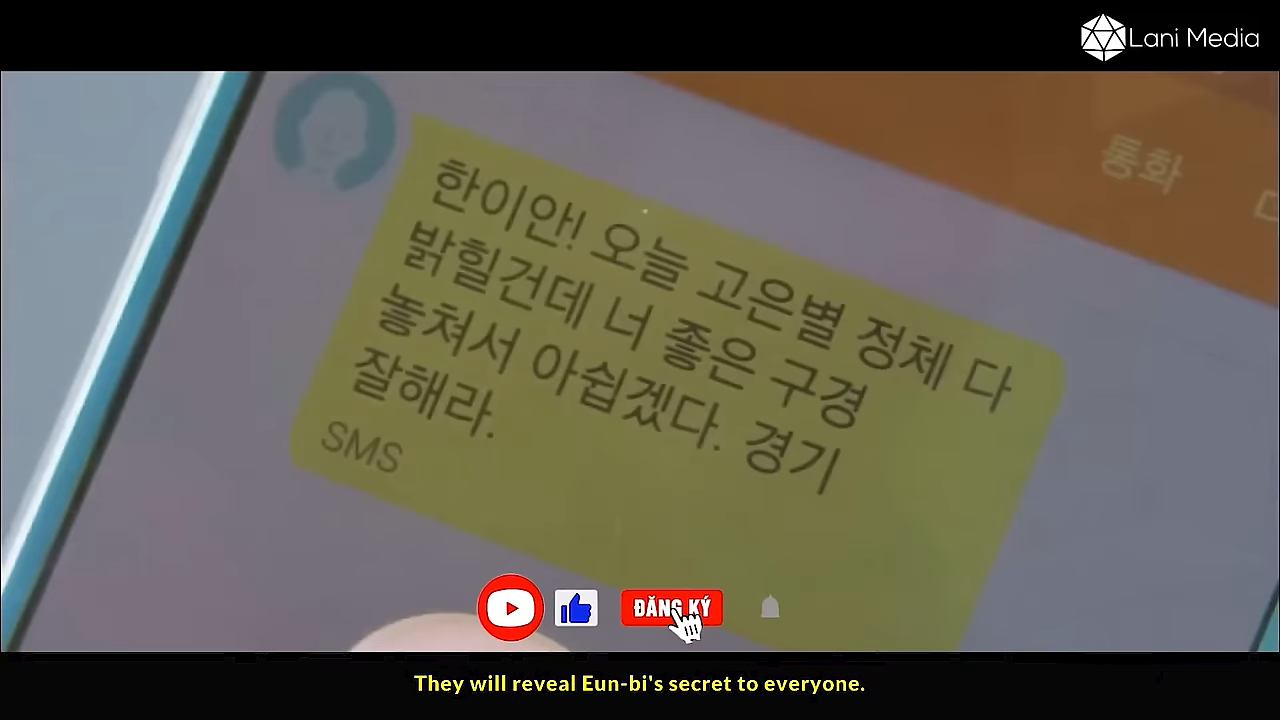 Lani Media
통화
한이안! 오늘 고은별 정체 다
밝힐건데 너 좋은 구경
놓쳐서 아쉽겠다. 경기
잘해라.
SMS
ĐĂNG KÝ
They will reveal Eun-bi's secret to everyone.